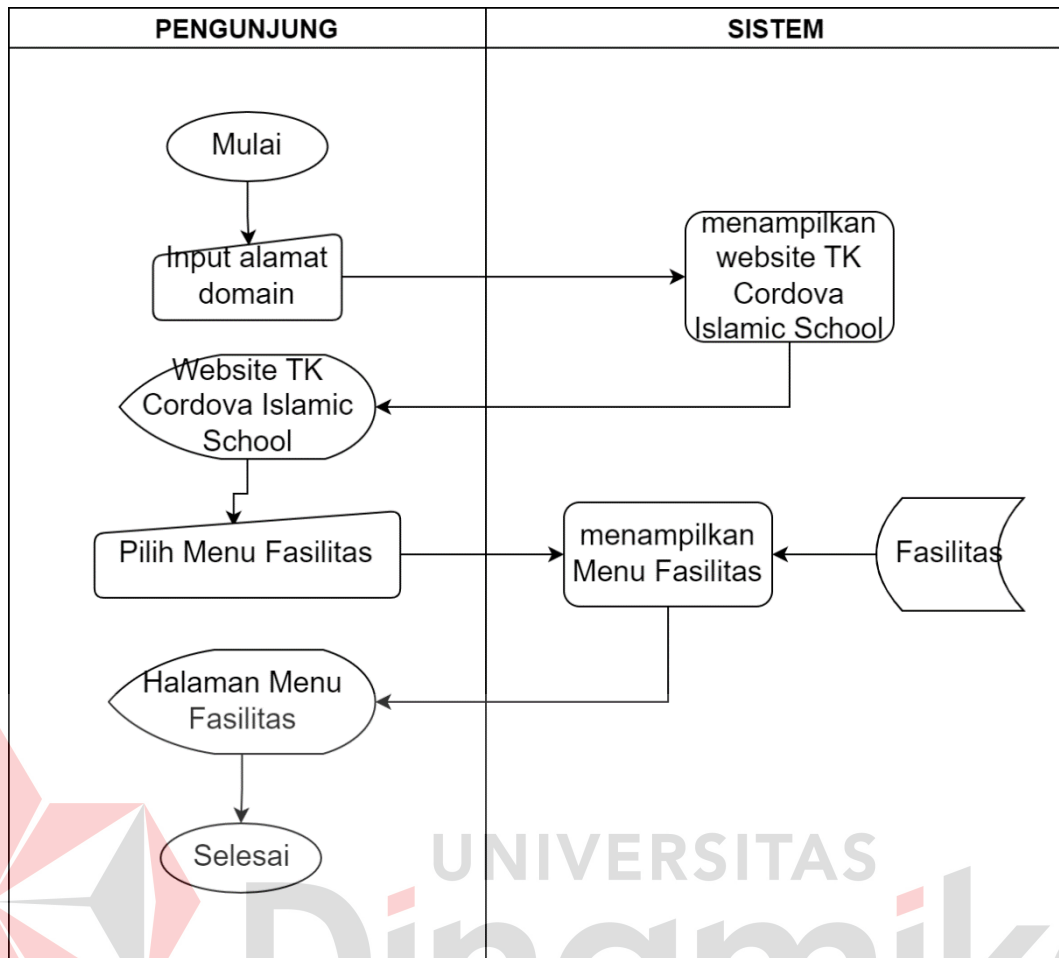 PENGUNJUNG
SISTEM
Mulai
Input alamat
domain
menampilkan
website TK
Cordova
Islamic School
Website TK
Cordova Islamic
School
Pilih Menu Fasilitas
menampilkan
Menu Fasilitas
Fasilitas
Halaman Menu
Fasilitas
Selesai
UNIVERSITAS